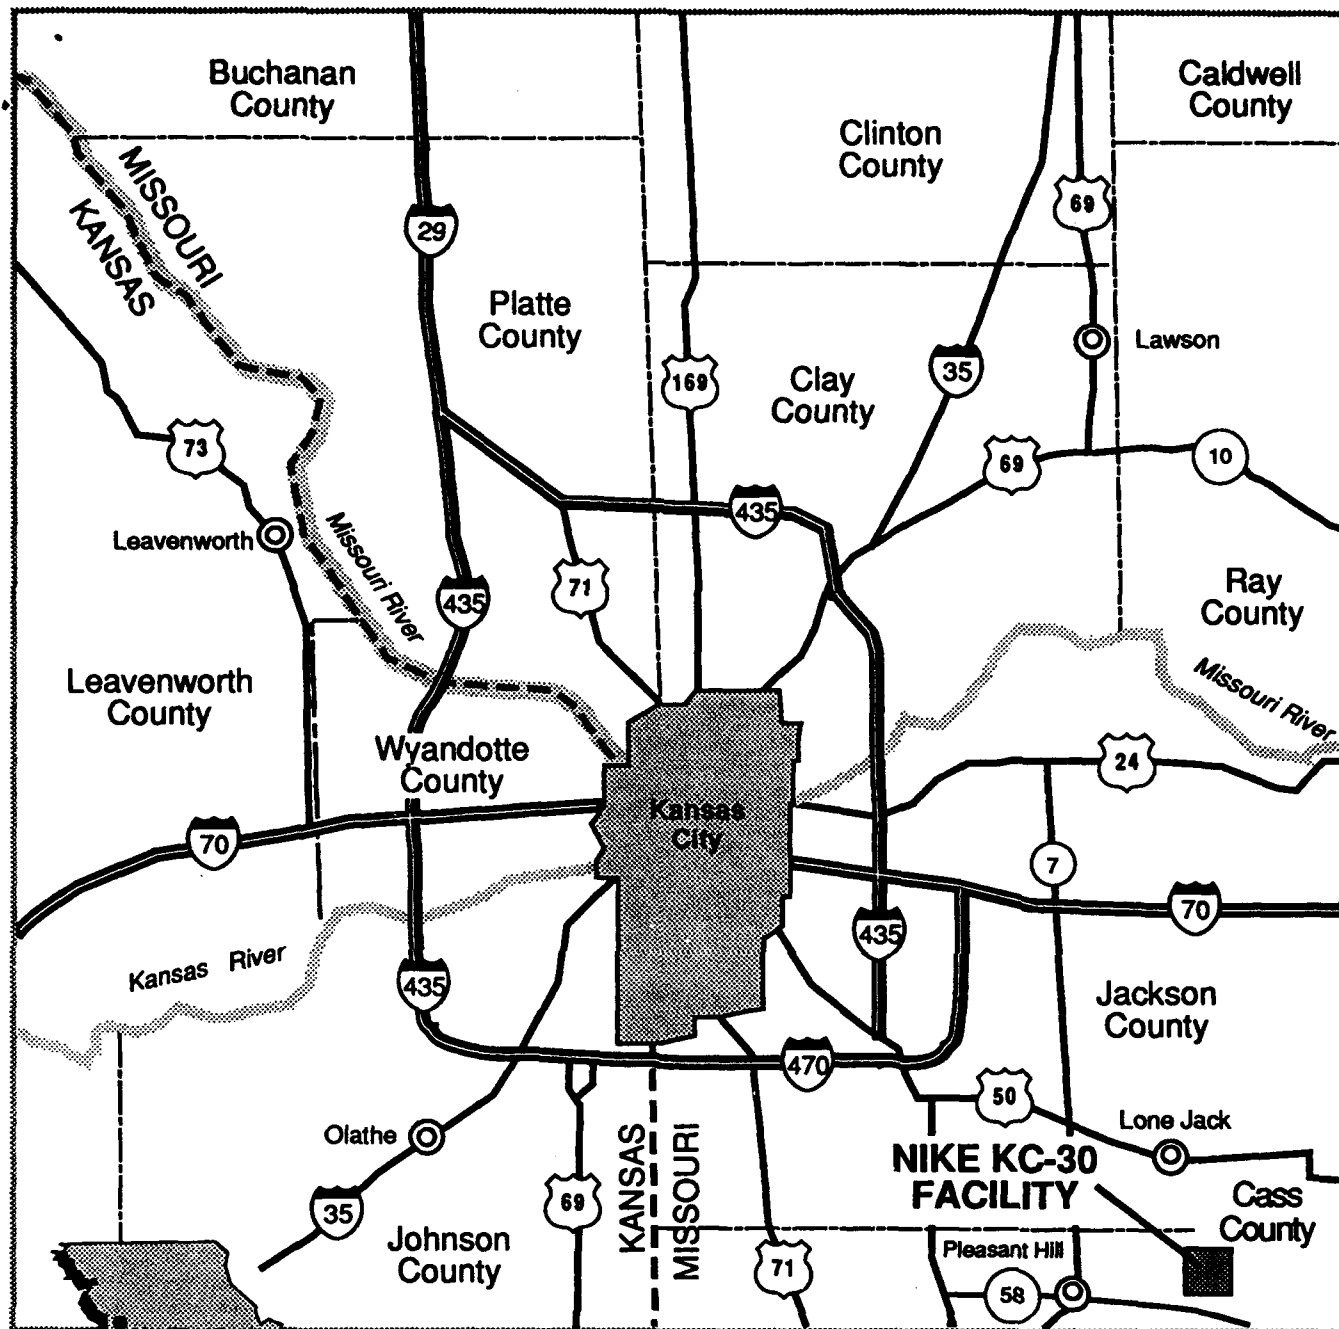 Buchanan
County
Caldwell
County
Clinton
County
MISSOURI
KANSAS
69
29
Platte
County
Lawson
169
35
Clay
County
73
69
10
435
Leavenworth
Missouri River
71
435
Ray
County
Leavenworth
County
Missouri River
Wyandotte
County
24
Kansas
City
70
7
70
435
Kansas River
435
Jackson
County
470
50
Lone Jack
Olathe
KANSAS
MISSOURI
NIKE KC-30
FACILITY
69
35
Cass
County
Johnson
County
Pleasant Hill
71
58